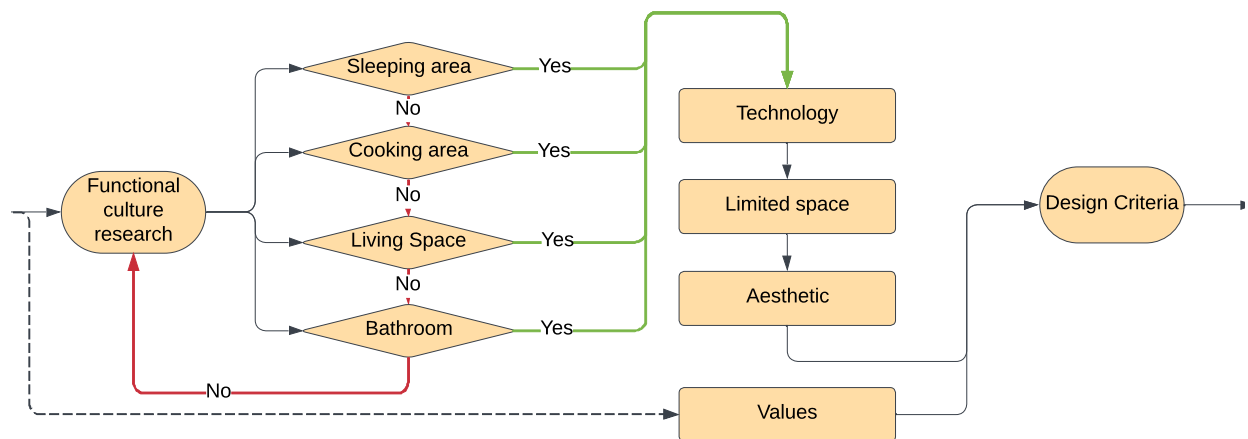 Functional
culture
research
Sleeping area
Yes
No
Cooking area
Yes
No
Living Space
Yes
No
Bathroom
Yes
No
Technology
Limited space
Aesthetic
Values
Design Criteria